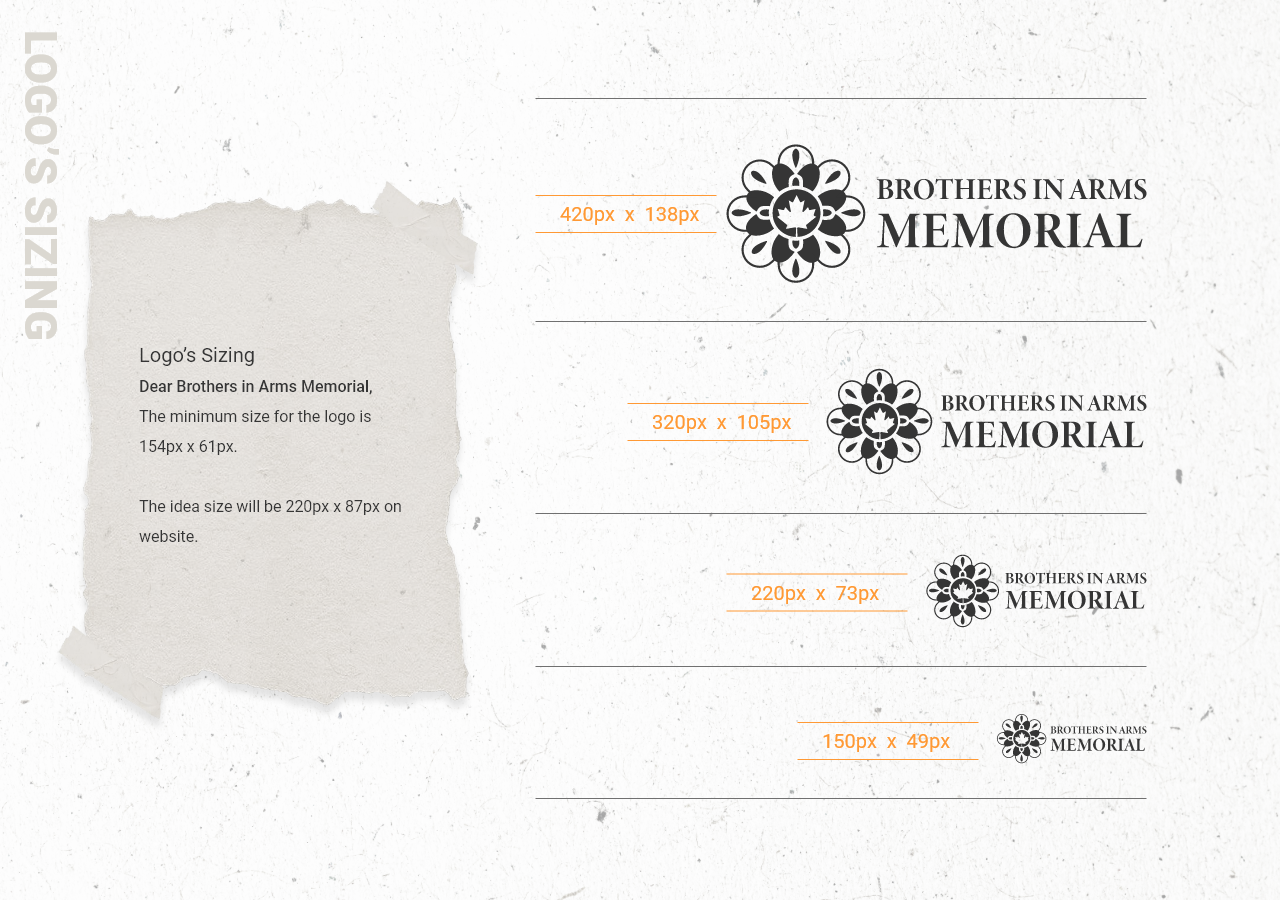 LOGO’S SIZING
Logo’s Sizing
Dear Brothers in Arms Memorial,
The minimum size for the logo is
154px x 61px.
The idea size will be 220px x 87px on
website.
420px x 138px
BROTHERS IN ARMS
MEMORIAL
320px x 105px
BROTHERS IN ARMS
MEMORIAL
220px x 73px
BROTHERS IN ARMS
MEMORIAL
150px x 49px
BROTHERS IN ARMS
MEMORIAL